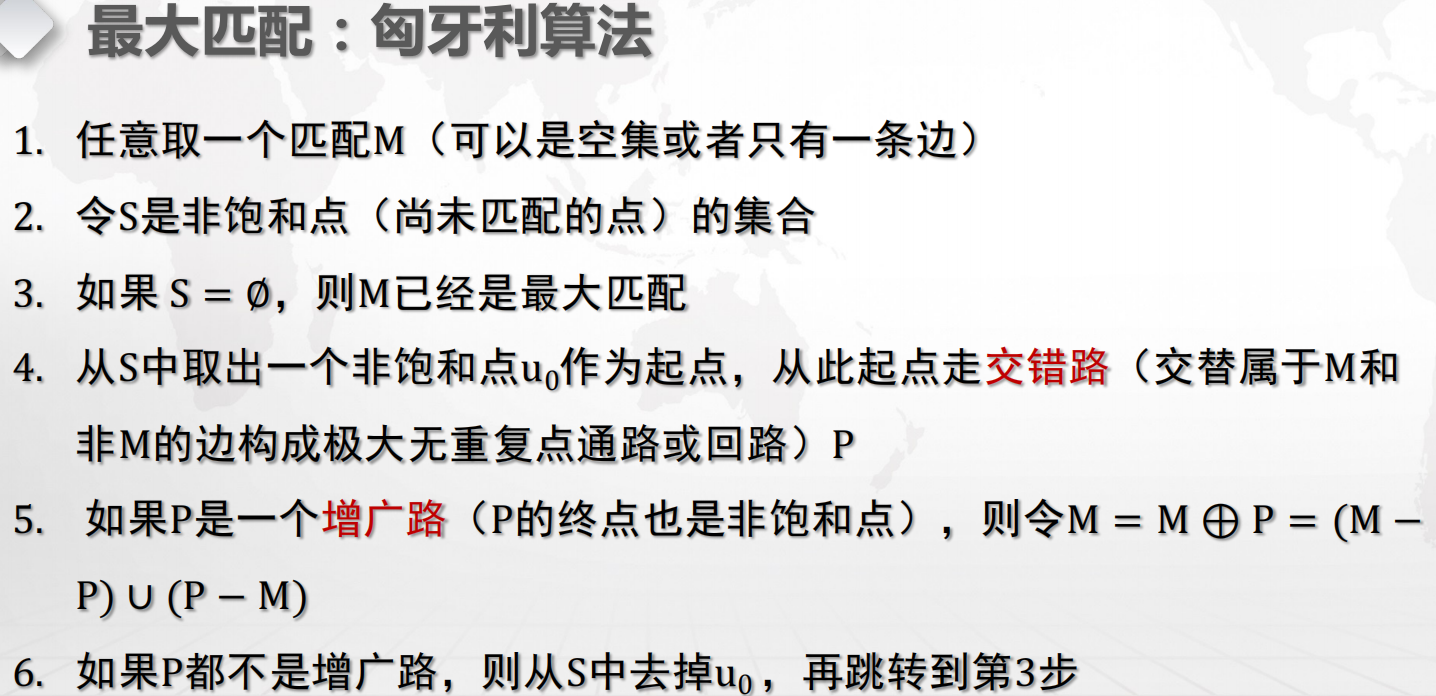 最大匹配：匈牙利算法
1. 任意取一个匹配M（可以是空集或者只有一条边）
2. 令S是非饱和点（尚未匹配的点）的集合
3. 如果 S = ∅，则M已经是最大匹配
4. 从S中取出一个非饱和点u₀作为起点，从此起点走交错路（交替属于M和
非M的边构成极大无重复点通路或回路）P
5. 如果P是一个增广路（P的终点也是非饱和点），则令M = M ⊕ P = (M −
P) ∪ (P − M)
6. 如果P都不是增广路，则从S中去掉u₀，再跳转到第3步